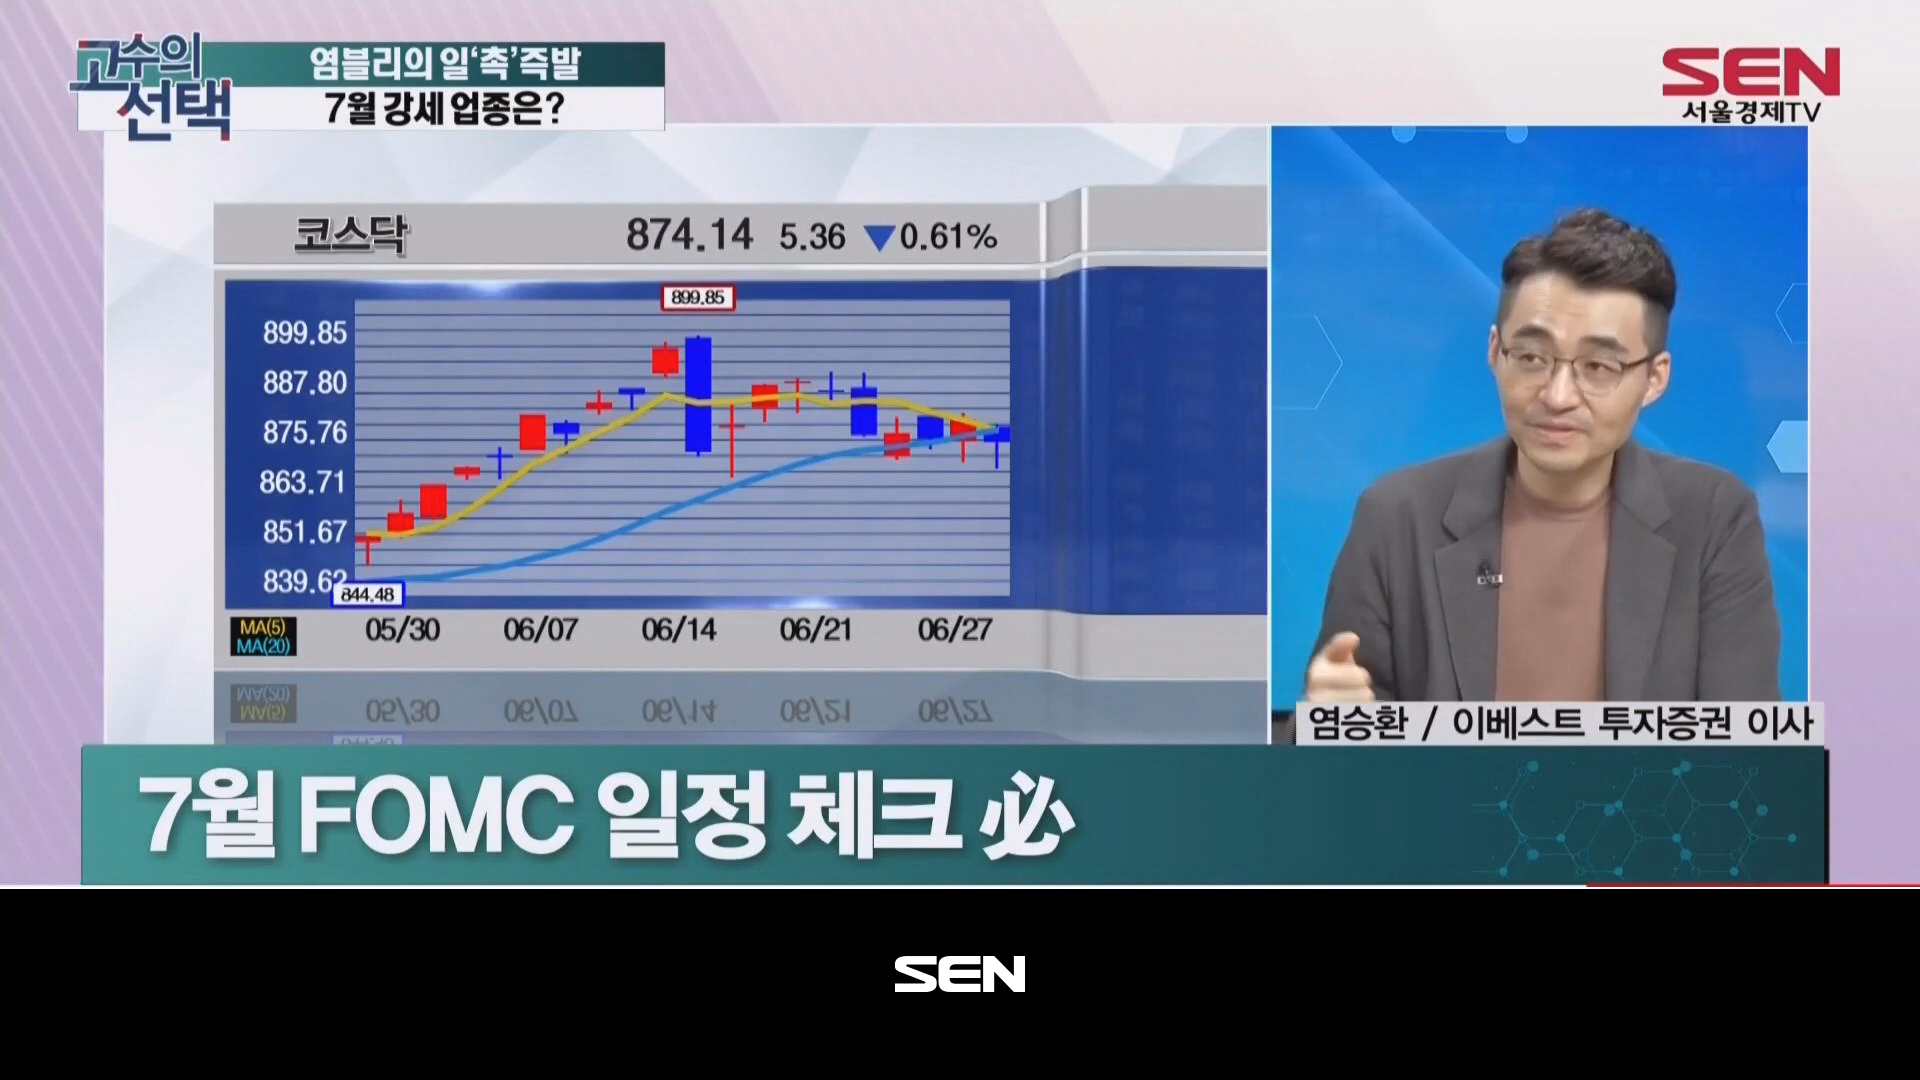 고수의
선택
염블리의 일‘촉’즉발
7월 강세 업종은?
SEN
서울경제TV
코스닥 874.14 5.36 ▼0.61%
899.85
899.85
887.80
875.76
863.71
851.67
839.62
844.48
MA(5)
MA(20)
05/30 06/07 06/14 06/21 06/27
염승환 / 이베스트 투자증권 이사
7월 FOMC 일정 체크 必
SEN